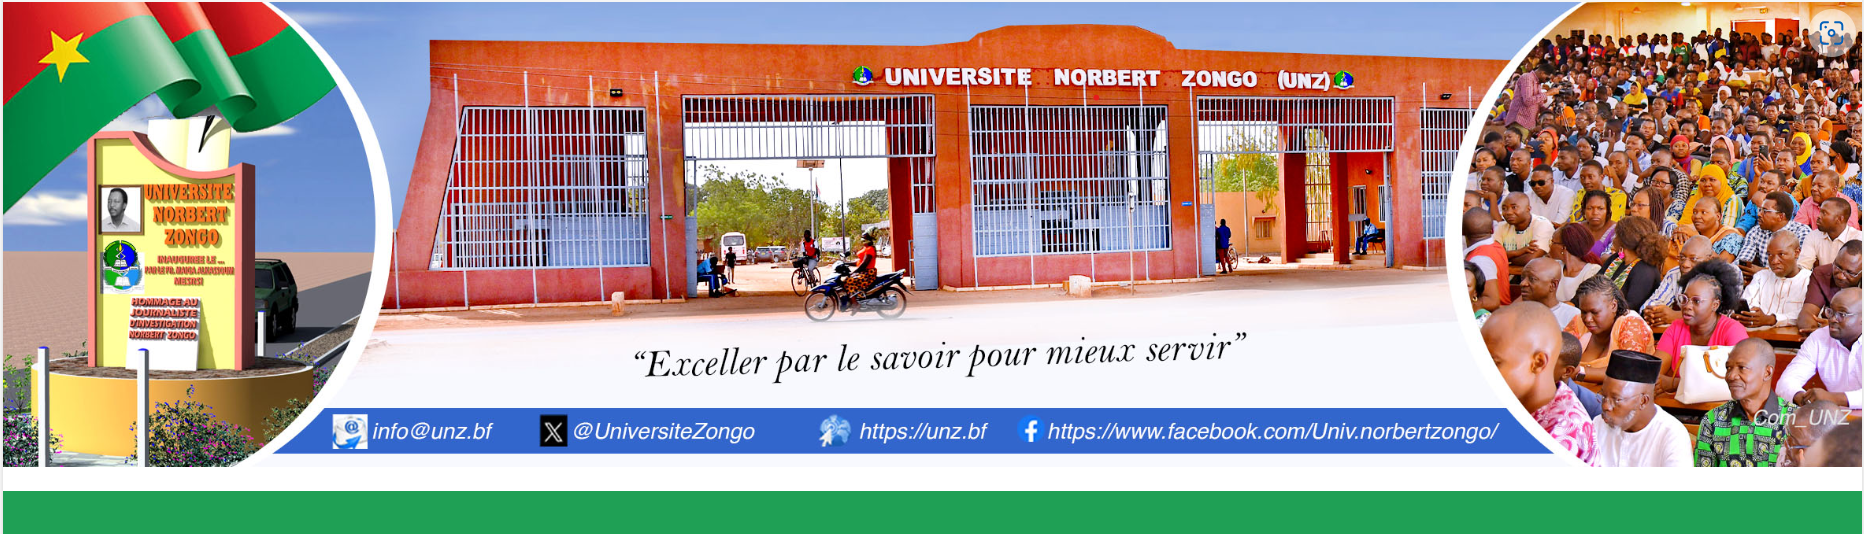 UNIVERSITE NORBERT ZONGO (UNZ)
UNIVERSITE
NORBERT
ZONGO
INAUGUREE LE ...
HOMMAGE AU
JOURNALISTE
D'INVESTIGATION
NORBERT ZONGO
“Exceller par le savoir pour mieux servir”
info@unz.bf @UniversiteZongo https://unz.bf https://www.facebook.com/Univ.norbertzongo/
Com_UNZ